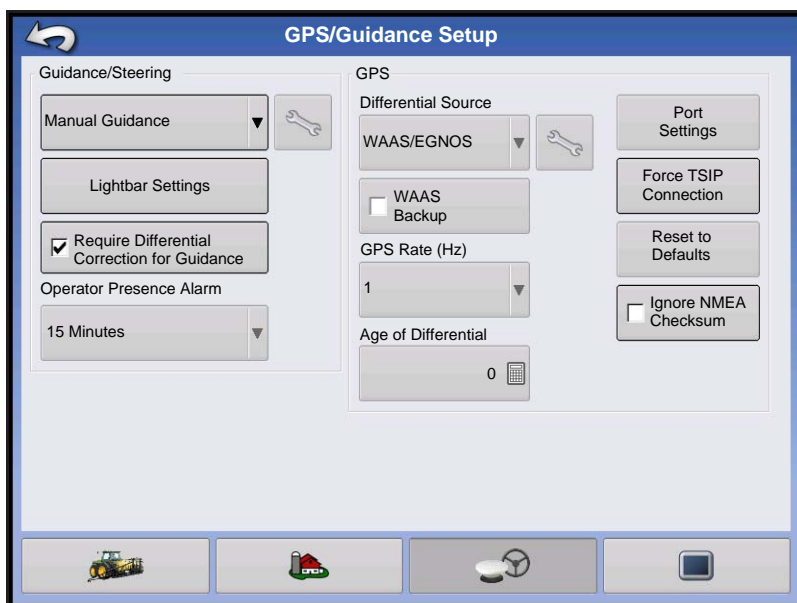 GPS/Guidance Setup
Guidance/Steering
Manual Guidance
Lightbar Settings
Require Differential
Correction for Guidance
Operator Presence Alarm
15 Minutes
GPS
Differential Source
WAAS/EGNOS
WAAS
Backup
GPS Rate (Hz)
1
Age of Differential
0
Port
Settings
Force TSIP
Connection
Reset to
Defaults
Ignore NMEA
Checksum